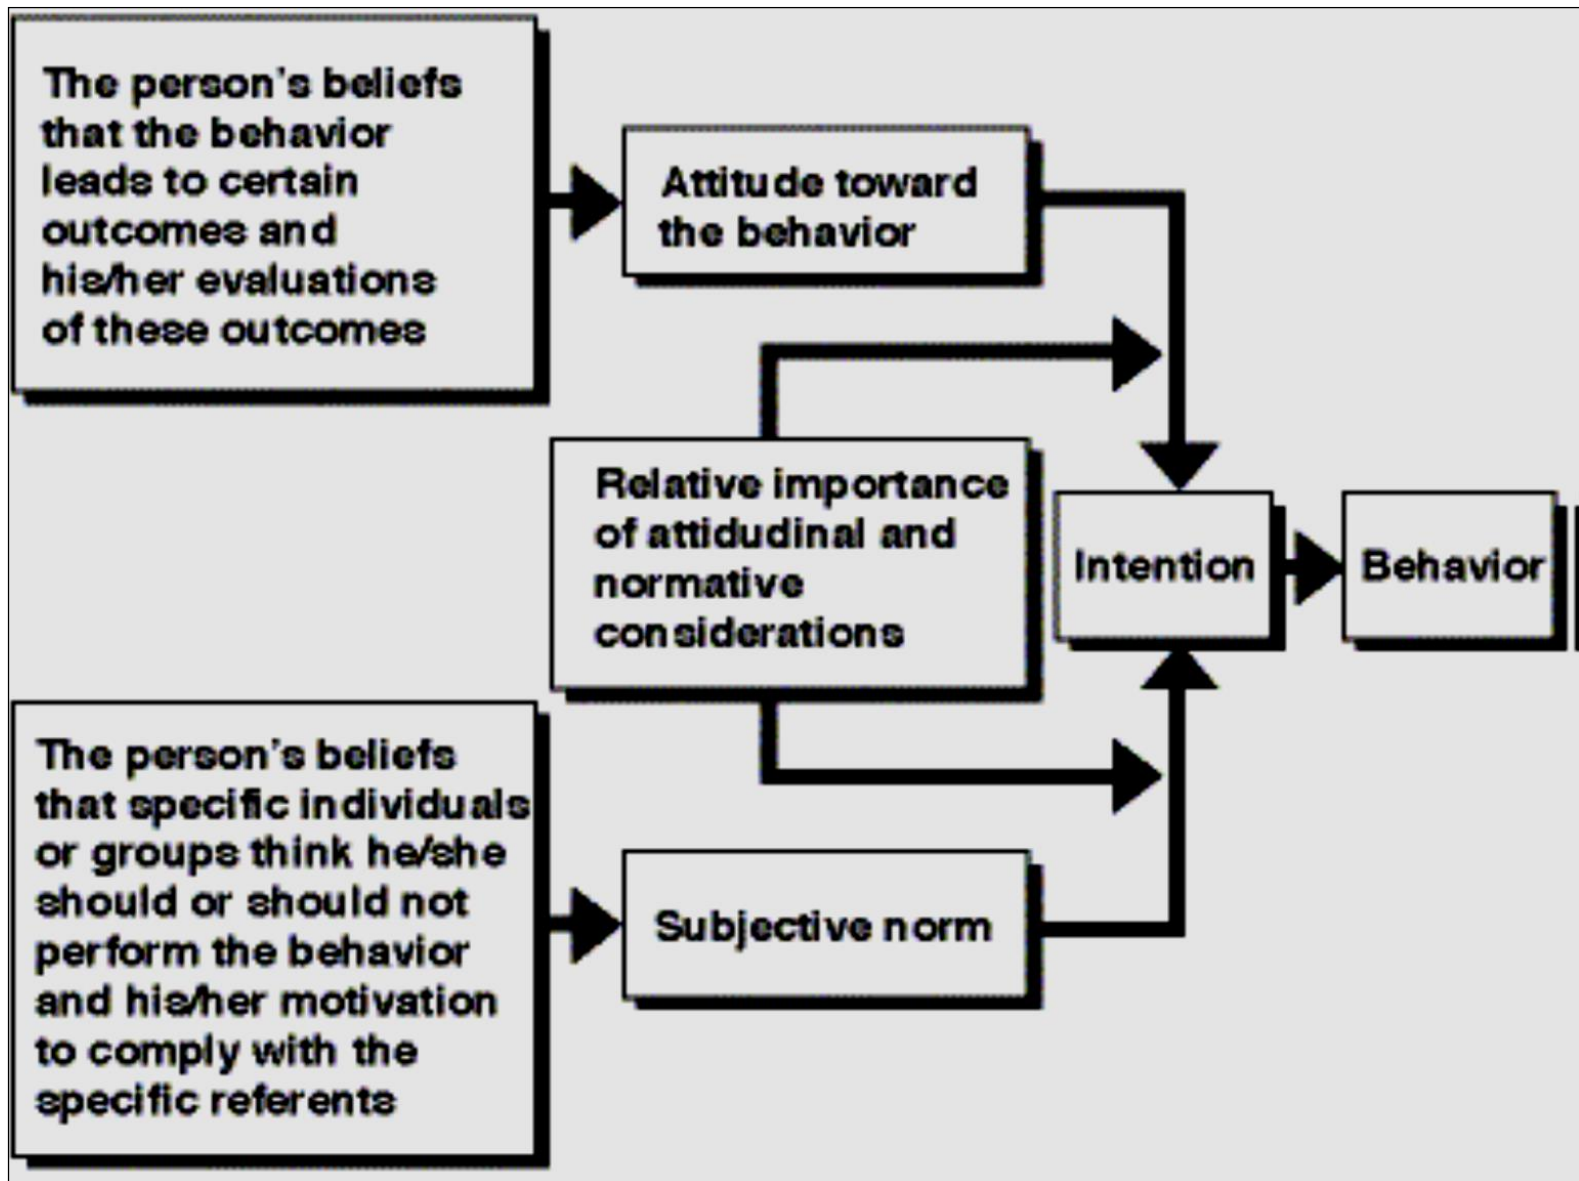 The person's beliefs
that the behavior
leads to certain
outcomes and
his/her evaluations
of these outcomes
Attitude toward
the behavior
Relative importance
of attidudinal and
normative
considerations
Intention
Behavior
The person's beliefs
that specific individuals
or groups think he/she
should or should not
perform the behavior
and his/her motivation
to comply with the
specific referents
Subjective norm